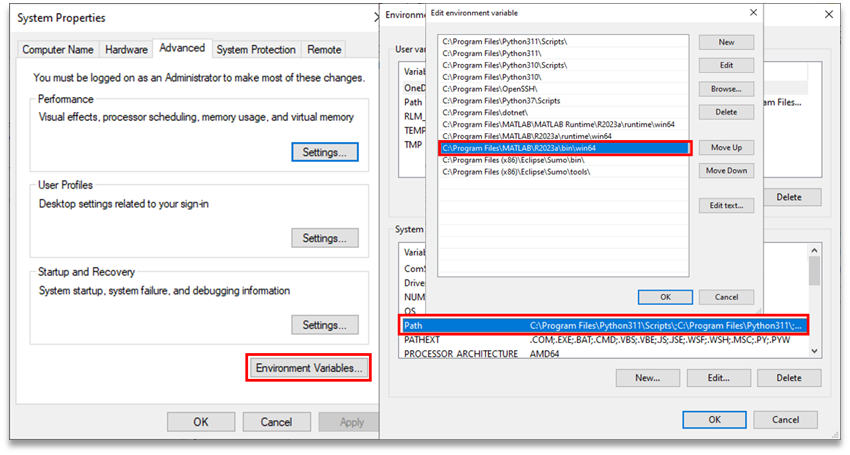 System Properties
Computer Name
Hardware
Advanced
System Protection
Remote
You must be logged on as an Administrator to make most of these changes.
Performance
Visual effects, processor scheduling, memory usage, and virtual memory
Settings...
User Profiles
Desktop settings related to your sign-in
Settings...
Startup and Recovery
System startup, system failure, and debugging information
Settings...
Environment Variables...
OK
Cancel
Apply
Environ
User va
Variab
OneD
Path
am Files...
RLM_
TEMP
TMP
Delete
Edit environment variable
C:\Program Files\Python311\Scripts\
C:\Program Files\Python311\
C:\Program Files\Python310\Scripts\
C:\Program Files\Python310\
C:\Program Files\OpenSSH\
C:\Program Files\Python37\Scripts
C:\Program Files\dotnet\
C:\Program Files\MATLAB\MATLAB Runtime\R2023a\runtime\win64
C:\Program Files\MATLAB\R2023a\runtime\win64
C:\Program Files\MATLAB\R2023a\bin\win64
C:\Program Files (x86)\Eclipse\Sumo\bin\
C:\Program Files (x86)\Eclipse\Sumo\tools\
New
Edit
Browse...
Delete
Move Up
Move Down
Edit text...
OK
Cancel
System
Variab
ComS
Driver
NUM
OS
Path C:\Program Files\Python311\Scripts\;C:\Program Files\Python311\;...
PATHEXT .COM;.EXE;.BAT;.CMD;.VBS;.VBE;.JS;.JSE;.WSF;.WSH;.MSC;.PY;.PYW
PROCESSOR_ARCHITECTURE AMD64
New...
Edit...
Delete
OK
Cancel